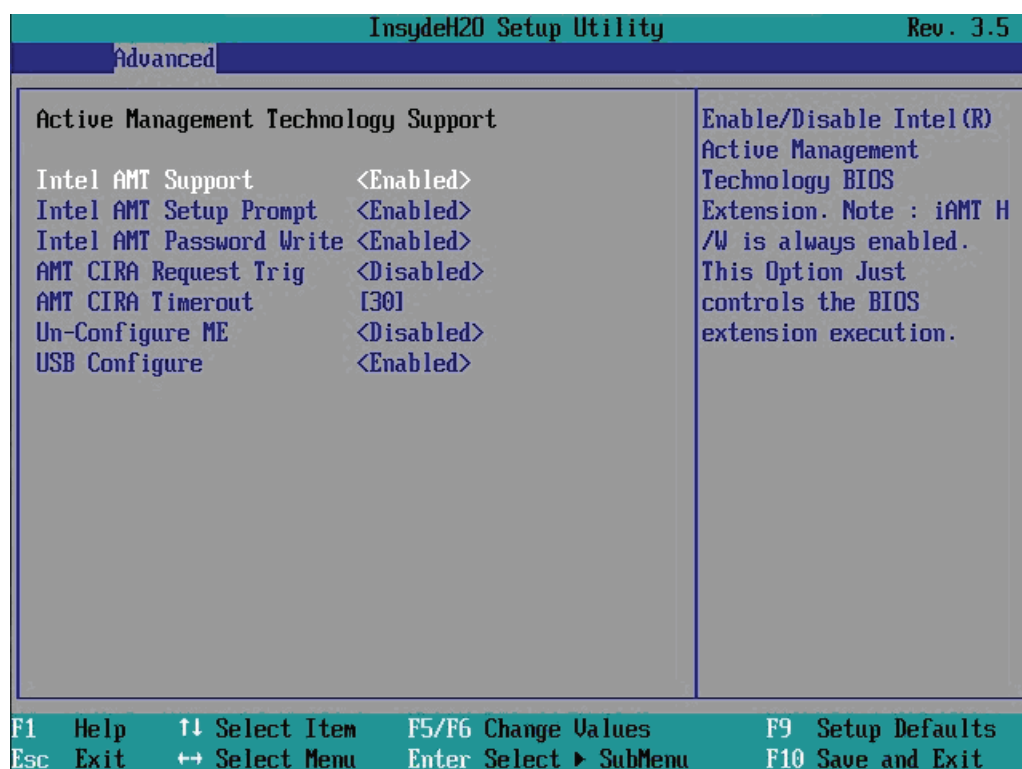 InsydeH2O Setup Utility Rev. 3.5
Advanced
Active Management Technology Support
Intel AMT Support <Enabled>
Intel AMT Setup Prompt <Enabled>
Intel AMT Password Write <Enabled>
AMT CIRA Request Trig <Disabled>
AMT CIRA Timerout [30]
Un-Configure ME <Disabled>
USB Configure <Enabled>
Enable/Disable Intel(R)
Active Management
Technology BIOS
Extension. Note : iAMT H
/W is always enabled.
This Option Just
controls the BIOS
extension execution.
F1 Help ↑↓ Select Item F5/F6 Change Values F9 Setup Defaults
Esc Exit ↔ Select Menu Enter Select ▶ SubMenu F10 Save and Exit